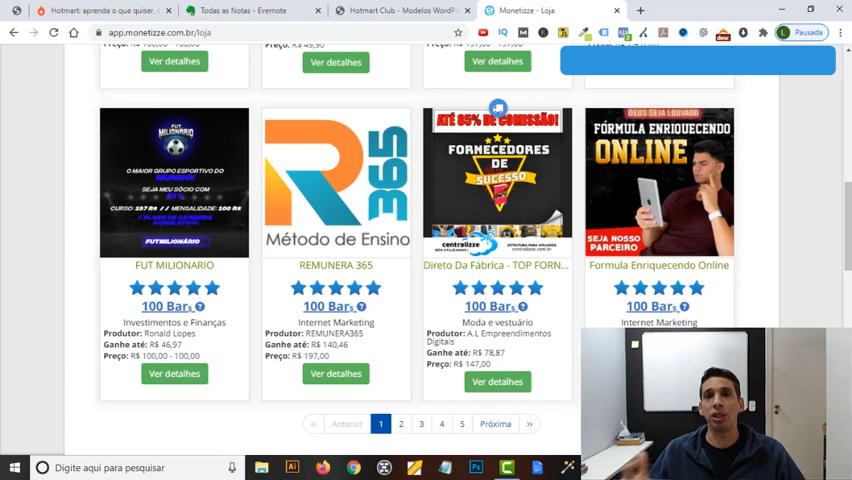 Hotmart: aprenda o que quiser,
Todas as Notas - Evernote
Hotmart Club - Modelos WordPr
Monetizze - Loja
app.monetizze.com.br/loja
Pausada
Ver detalhes
Ver detalhes
Ver detalhes
Ver detalhes
FUT MILIONÁRIO
O MAIOR GRUPO ESPORTIVO DO
MUNDO!
SEJA MEU SÓCIO COM
CURSO: 197 R$ // MENSALIDADE: 100 R$
FUTMILIONÁRIO
R 365
Método de Ensino
ATÉ 85% DE COMISSÃO!
FORNECEDORES
DE
SUCESSO
centralizze
DEUS SEJA LOUVADO
FÓRMULA ENRIQUECENDO
ONLINE
SEJA NOSSO
PARCEIRO
FUT MILIONARIO
100 Bars
Investimentos e Finanças
Produtor: Ronald Lopes
Ganhe até: R$ 46,97
Preço: R$ 100,00 - 100,00
Ver detalhes
REMUNERA 365
100 Bars
Internet Marketing
Produtor: REMUNERA365
Ganhe até: R$ 140,46
Preço: R$ 197,00
Ver detalhes
Direto Da Fábrica - TOP FORN...
100 Bars
Moda e vestuário
Produtor: A.L Empreendimentos
Digitais
Ganhe até: R$ 78,87
Preço: R$ 147,00
Ver detalhes
Formula Enriquecendo Online
100 Bars
Internet Marketing
« Anterior 1 2 3 4 5 Próxima »
Digite aqui para pesquisar